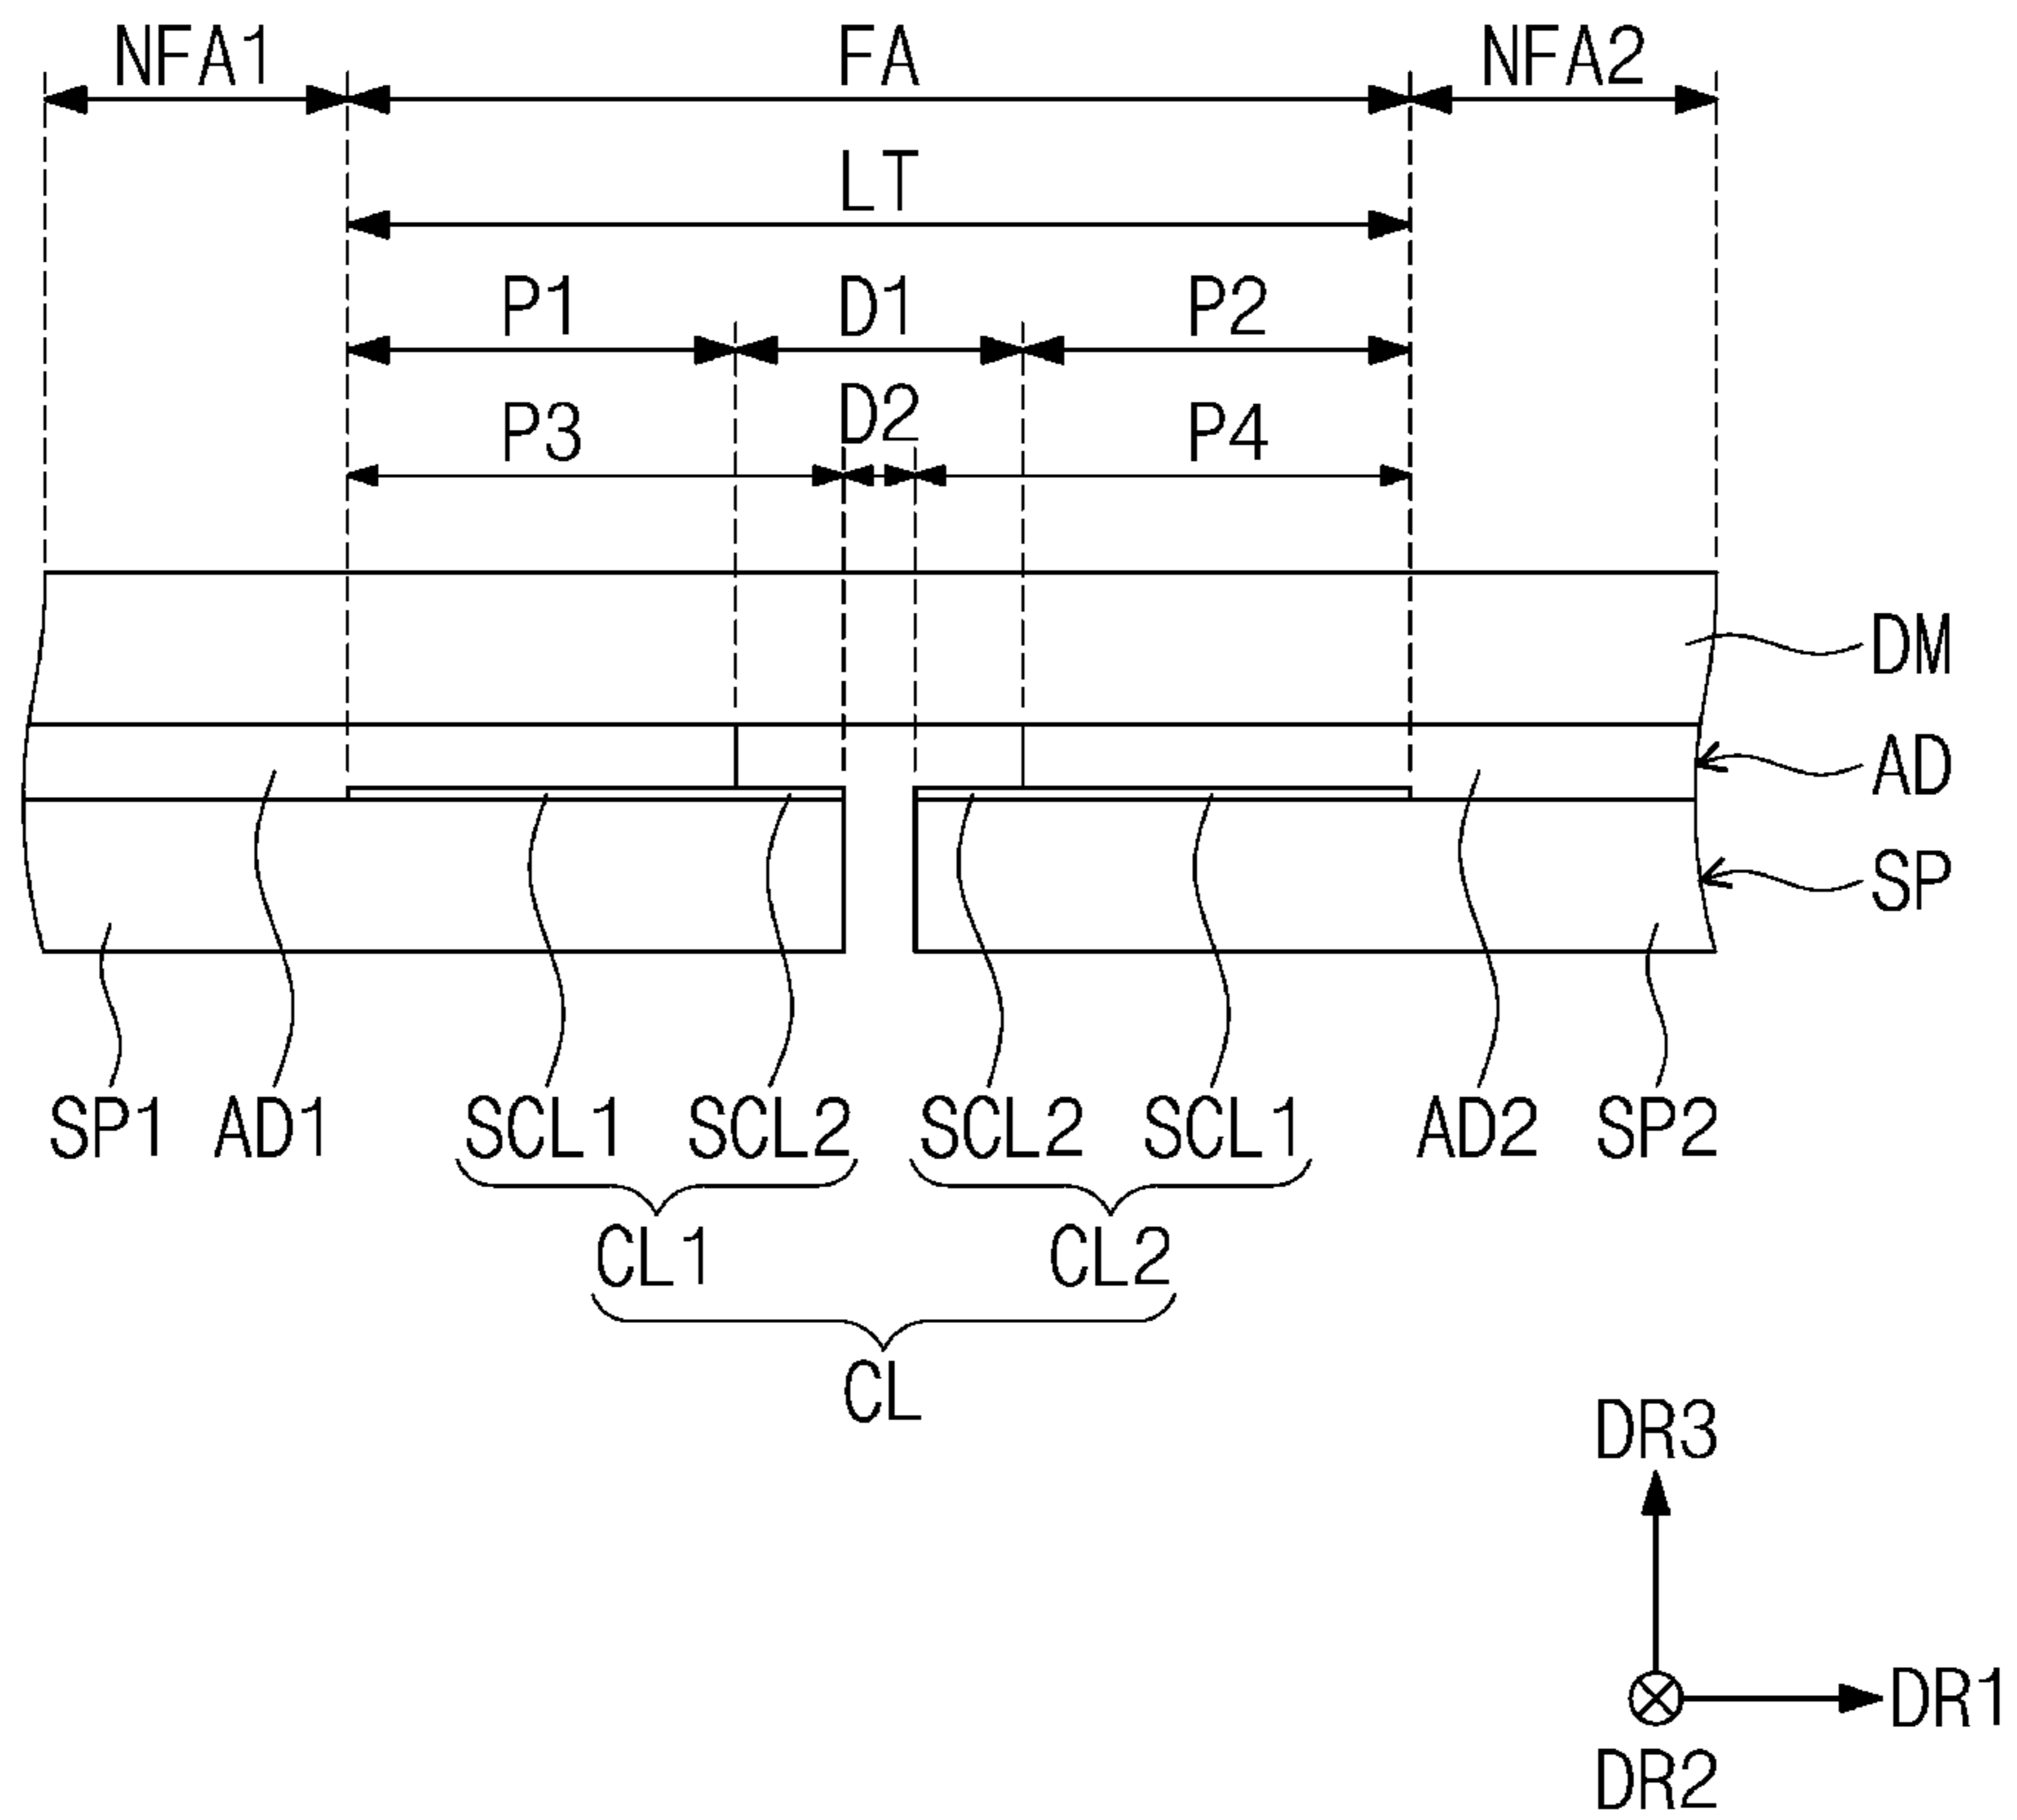 NFA1 FA NFA2
LT
P1 D1 P2
P3 D2 P4
DM
AD
SP
SP1 AD1 SCL1 SCL2 SCL2 SCL1 AD2 SP2
CL1 CL2
CL
DR3
DR1
DR2